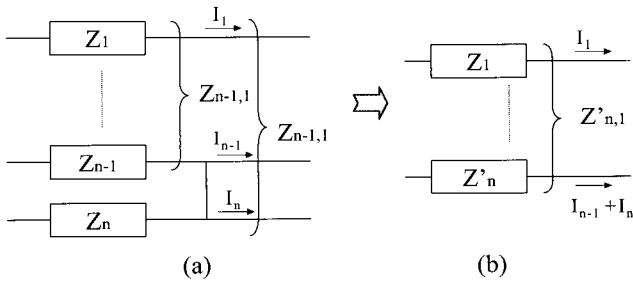 Z1
I1
Zn-1,1
Zn-1,1
Zn-1
In-1
Zn
In
(a)
Z1
I1
Z'n,1
Z'n
In-1 +In
(b)